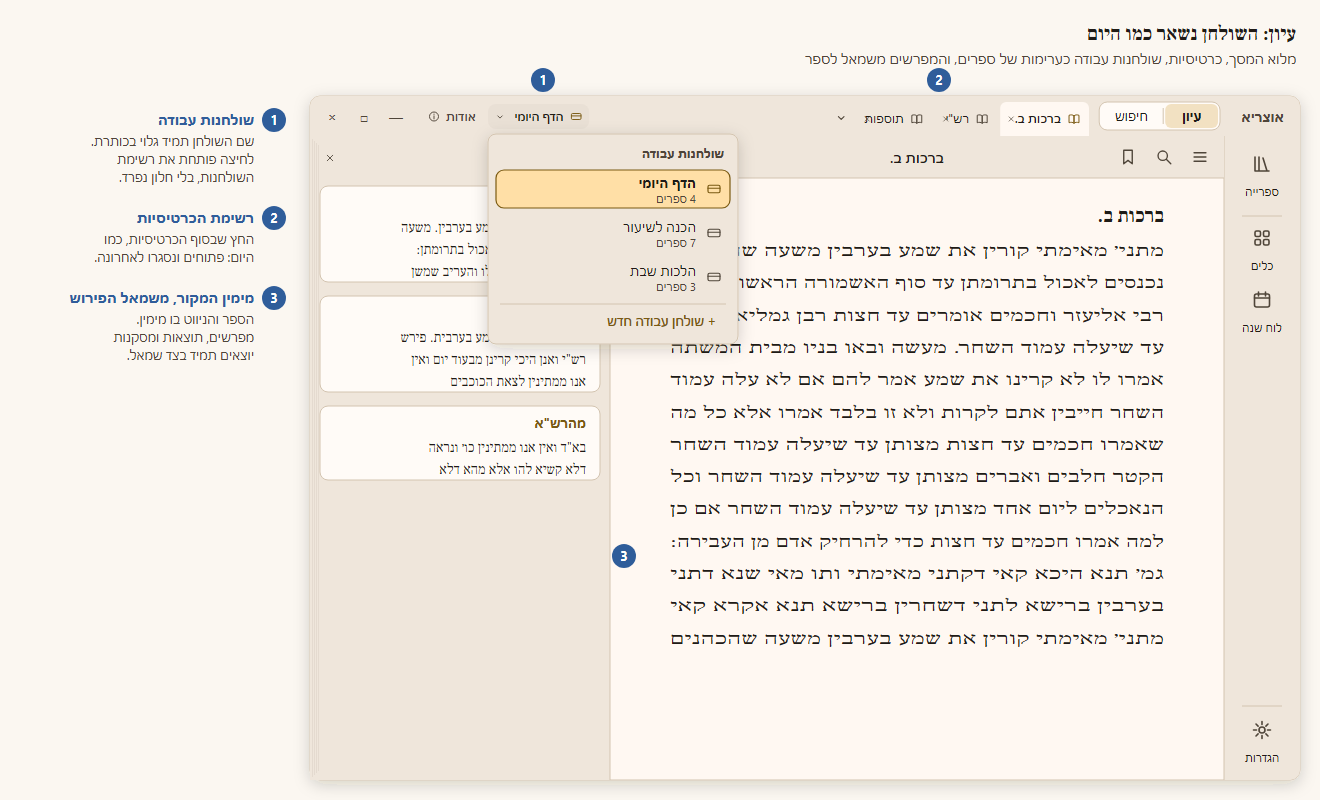 עיון: השולחן נשאר כמו היום
מלוא המסך, כרטיסיות, שולחנות עבודה כערימות של ספרים, והמפרשים משמאל לספר
2
1
אוצריא
עיון
חיפוש
ברכות ב. ×
רש"י ×
תוספות
הדף היומי
אודות
ספרייה
כלים
לוח שנה
הגדרות
ברכות ב.
שולחנות עבודה
הדף היומי
4 ספרים
הכנה לשיעור
7 ספרים
הלכות שבת
3 ספרים
+ שולחן עבודה חדש
ברכות ב.
מתני׳ מאימתי קורין את שמע בערבין משעה
נכנסים לאכול בתרומתן עד סוף האשמורה
רבי אליעזר וחכמים אומרים עד חצות רבן
עד שיעלה עמוד השחר. מעשה ובאו בניו מבית המשתה
אמרו לו לא קרינו את שמע אמר להם אם לא עלה עמוד
השחר חייבין אתם לקרות ולא זו בלבד אמרו אלא כל מה
שאמרו חכמים עד חצות מצותן עד שיעלה עמוד השחר
הקטר חלבים ואברים מצותן עד שיעלה עמוד השחר וכל
הנאכלים ליום אחד מצותן עד שיעלה עמוד השחר אם כן
למה אמרו חכמים עד חצות כדי להרחיק אדם מן העבירה:
גמ׳ תנא היכא קאי דקתני מאימתי ותו מאי שנא דתני
בערבין ברישא לתני דשחרין ברישא תנא אקרא קאי
מתני׳ מאימתי קורין את שמע בערבין משעה שהכהנים
3
בערבין. משעה
בתרומתן:
והעריב שמשן
בערבית. פירש
רש"י ואנן היכי קרינן מבעוד יום ואין
אנו ממתינין לצאת הכוכבים
מהרש"א
בא"ד ואין אנו ממתינין כו׳ ונראה
דלא קשיא להו אלא מהא דלא
1 שולחנות עבודה
שם השולחן תמיד גלוי בכותרת.
לחיצה פותחת את רשימת
השולחנות, בלי חלון נפרד.
2 רשימת הכרטיסיות
החץ שבסוף הכרטיסיות, כמו
היום: פתוחים ונסגרו לאחרונה.
3 מימין המקור, משמאל הפירוש
הספר והניווט בו מימין.
מפרשים, תוצאות ומסקנות
יוצאים תמיד בצד שמאל.